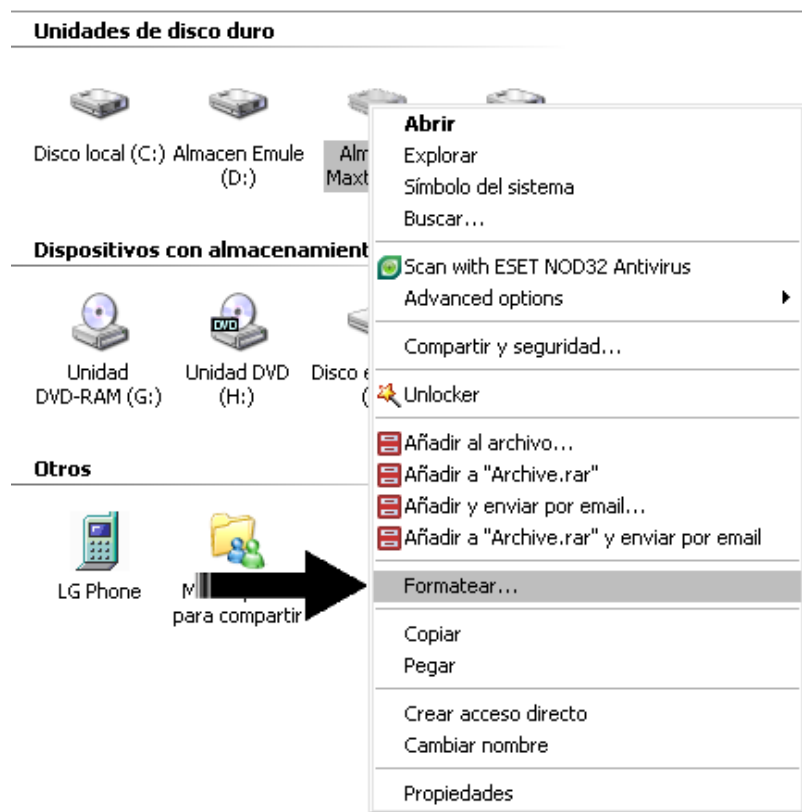 Unidades de disco duro
Disco local (C:)
Almacen Emule
(D:)
Dispositivos con
Unidad
DVD-RAM (G:)
Unidad DVD
(H:)
Disco
Otros
LG Phone
para compartir
Abrir
Explorar
Símbolo del sistema
Buscar...
Scan with ESET NOD32 Antivirus
Advanced options
Compartir y seguridad...
Unlocker
Añadir al archivo...
Añadir a "Archive.rar"
Añadir y enviar por email...
Añadir a "Archive.rar" y enviar por email
Formatear...
Copiar
Pegar
Crear acceso directo
Cambiar nombre
Propiedades